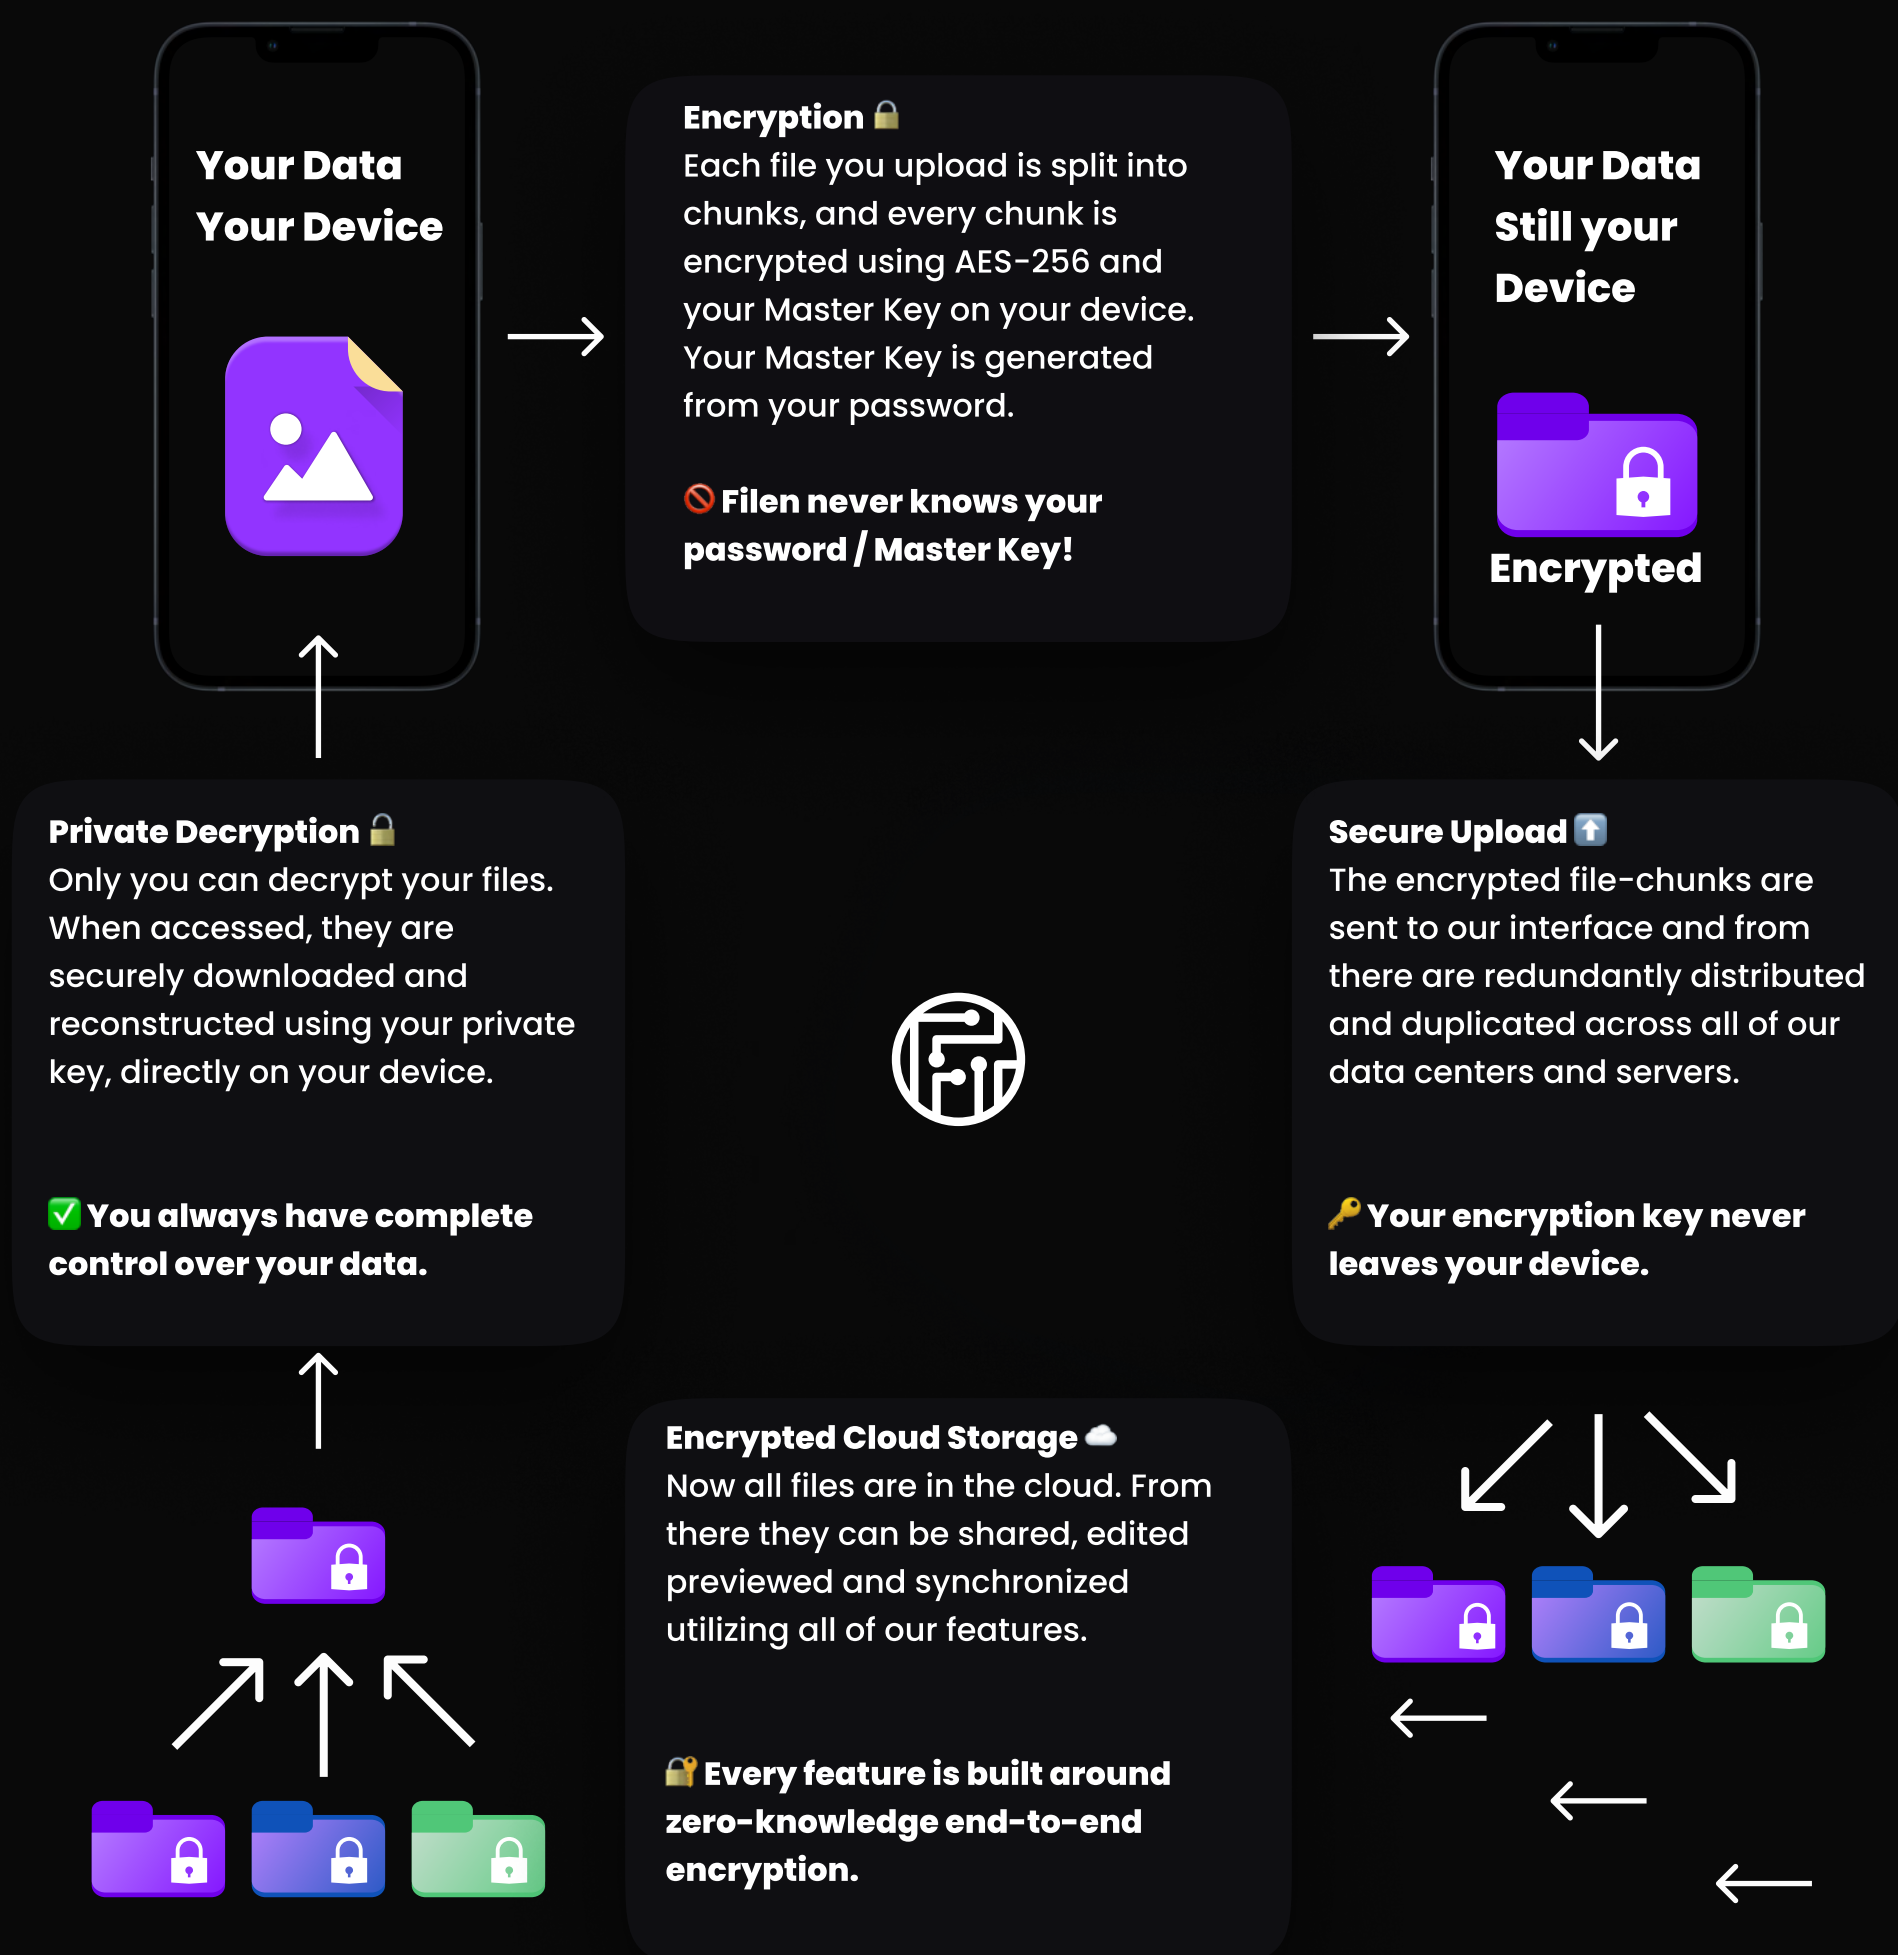 Your Data
Your Device
Encryption 🔒
Each file you upload is split into
chunks, and every chunk is
encrypted using AES-256 and
your Master Key on your device.
Your Master Key is generated
from your password.
🚫 Filen never knows your
password / Master Key!
Your Data
Still your
Device
Encrypted
Secure Upload ⬆️
The encrypted file-chunks are
sent to our interface and from
there are redundantly distributed
and duplicated across all of our
data centers and servers.
🔑 Your encryption key never
leaves your device.
Encrypted Cloud Storage ☁️
Now all files are in the cloud. From
there they can be shared, edited
previewed and synchronized
utilizing all of our features.
🔐 Every feature is built around
zero-knowledge end-to-end
encryption.
Private Decryption 🔓
Only you can decrypt your files.
When accessed, they are
securely downloaded and
reconstructed using your private
key, directly on your device.
✅ You always have complete
control over your data.